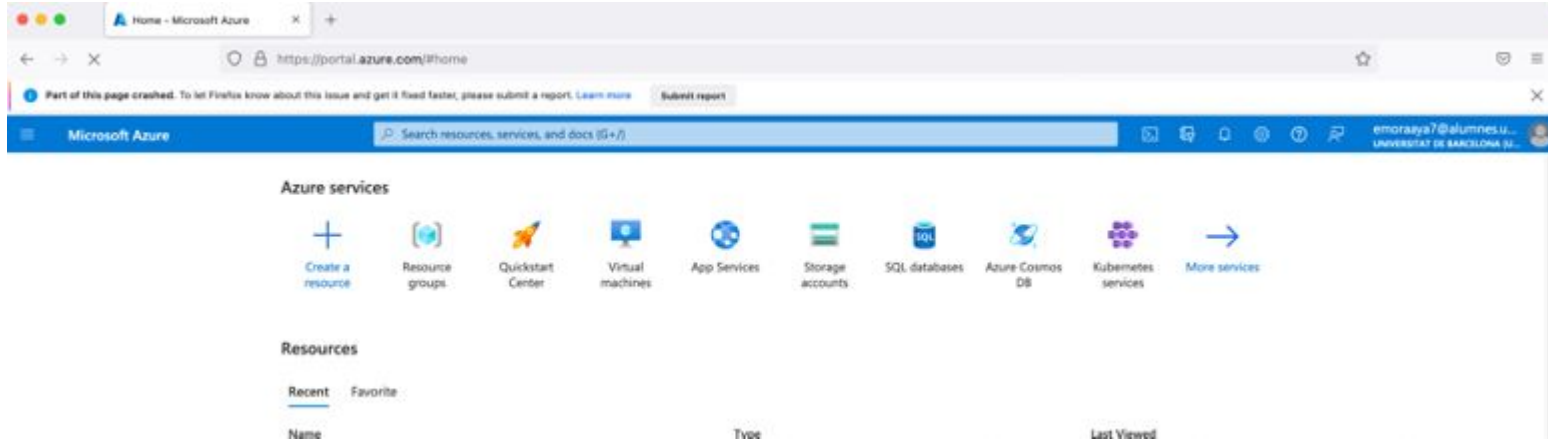 Home - Microsoft Azure
https://portal.azure.com/#home
Part of this page crashed. To let Firefox know about this issue and get it fixed faster, please submit a report. Learn more Submit report
Microsoft Azure Search resources, services, and docs (G+/) emoraaya7@alumnes.u...
UNIVERSITAT DE BARCELONA (U...
Azure services
Create a resource
Resource groups
Quickstart Center
Virtual machines
App Services
Storage accounts
SQL databases
Azure Cosmos DB
Kubernetes services
More services
Resources
Recent Favorite
Name Type Last Viewed